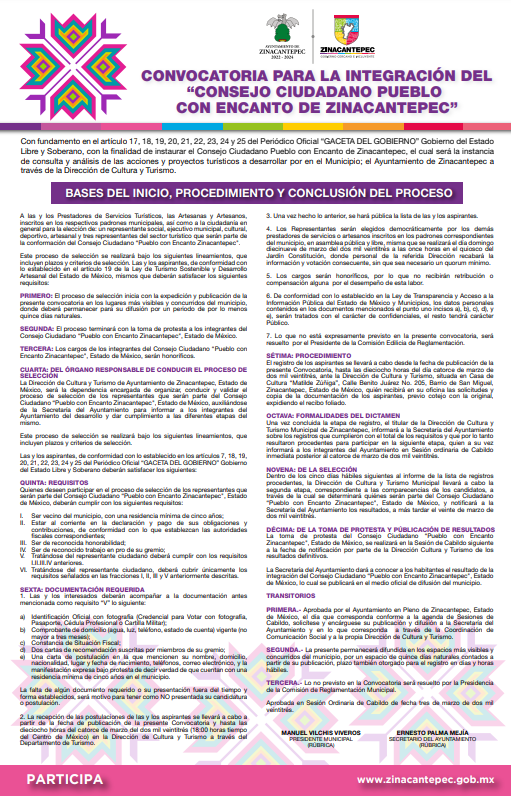 AYUNTAMIENTO DE
ZINACANTEPEC
2022 - 2024
ZINACANTEPEC
CONVOCATORIA PARA LA INTEGRACIÓN DEL
“CONSEJO CIUDADANO PUEBLO
CON ENCANTO DE ZINACANTEPEC”
Con fundamento en el artículo 17, 18, 19, 20, 21, 22, 23, 24 y 25 del Periódico Oficial “GACETA DEL GOBIERNO” Gobierno del Estado
Libre y Soberano, con la finalidad de instaurar el Consejo Ciudadano Pueblo con Encanto de Zinacantepec, el cual será la instancia
de consulta y análisis de las acciones y proyectos turísticos a desarrollar por en el Municipio; el Ayuntamiento de Zinacantepec a
través de la Dirección de Cultura y Turismo.
BASES DEL INICIO, PROCEDIMIENTO Y CONCLUSIÓN DEL PROCESO
A las y los Prestadores de Servicios Turísticos, las Artesanas y Artesanos,
inscritos en los respectivos padrones municipales, así como a la ciudadanía en
general para la elección de: un representante social, ejecutivo municipal, cultural,
deportivo, artesanal y tres representantes del sector turístico que serán parte de
la conformación del Consejo Ciudadano “Pueblo con Encanto Zinacantepec”.
Este proceso de selección se realizará bajo los siguientes lineamientos, que
incluyen plazos y criterios de selección. Las y los aspirantes, de conformidad con
lo establecido en el artículo 19 de la Ley de Turismo Sostenible y Desarrollo
Artesanal del Estado de México, mismos que deberán satisfacer los siguientes
requisitos:
PRIMERO: El proceso de selección inicia con la expedición y publicación de la
presente convocatoria en los lugares más visibles y concurridos del municipio,
donde deberá permanecer para su difusión por un periodo de por lo menos
quince días naturales.
SEGUNDA: El proceso terminará con la toma de protesta a los integrantes del
Consejo Ciudadano “Pueblo con Encanto Zinacantepec”, Estado de México.
TERCERA: Los cargos de los integrantes del Consejo Ciudadano “Pueblo con
Encanto Zinacantepec”, Estado de México, serán honoríficos.
CUARTA: DEL ÓRGANO RESPONSABLE DE CONDUCIR EL PROCESO DE
SELECCIÓN
La Dirección de Cultura y Turismo de Ayuntamiento de Zinacantepec, Estado de
México, será la dependencia encargada de organizar, conducir y validar el
proceso de selección de los representantes que serán parte del Consejo
Ciudadano “Pueblo con Encanto Zinacantepec”, Estado de México, auxiliándose
de la Secretaría del Ayuntamiento para informar a los integrantes del
Ayuntamiento del desarrollo y dar cumplimiento a las diferentes etapas del
mismo.
Este proceso de selección se realizará bajo los siguientes lineamientos, que
incluyen plazos y criterios de selección.
Las y los aspirantes, de conformidad con lo establecido en los artículos 7, 18, 19,
20, 21, 22, 23, 24 y 25 del Periódico Oficial “GACETA DEL GOBIERNO” Gobierno
del Estado Libre y Soberano deberán satisfacer los siguientes:
QUINTA: REQUISITOS
Quienes deseen participar en el proceso de selección de los representantes que
serán parte del Consejo Ciudadano “Pueblo con Encanto Zinacantepec”, Estado
de México, deberán cumplir con los siguientes requisitos:
I. Ser vecino del municipio, con una residencia mínima de cinco años;
II. Estar al corriente en la declaración y pago de sus obligaciones y
contribuciones, de conformidad con lo que establezcan las autoridades
fiscales correspondientes;
III. Ser de reconocida honorabilidad;
IV. Ser de reconocido trabajo en pro de su gremio;
V. Tratándose del representante ciudadano deberá cumplir con los requisitos
I.II.III.IV anteriores.
VI. Tratándose del representante ciudadano, deberá cubrir únicamente los
requisitos señalados en las fracciones I, II, III y V anteriormente descritas.
SEXTA: DOCUMENTACIÓN REQUERIDA
1. Las y los interesados deberán acompañar a la documentación antes
mencionada como requisito “V” lo siguiente:
a) Identificación Oficial con fotografía (Credencial para Votar con fotografía,
Pasaporte, Cédula Profesional o Cartilla Militar);
b) Comprobante de domicilio (agua, luz, teléfono, estado de cuenta) vigente (no
mayor a tres meses);
c) Constancia de Situación Fiscal;
d) Dos cartas de recomendación suscritas por miembros de su gremio;
e) Una carta de postulación en la que mencionen su nombre, domicilio,
nacionalidad, lugar y fecha de nacimiento, teléfonos, correo electrónico, y la
manifestación expresa bajo protesta de decir verdad de que cuentan con una
residencia mínima de cinco años en el municipio.
La falta de algún documento requerido o su presentación fuera del tiempo y
forma establecidos, será motivo para tener como NO presentada su candidatura
o postulación.
2. La recepción de las postulaciones de las y los aspirantes se llevará a cabo a
partir de la fecha de publicación de la presente Convocatoria y hasta las
dieciocho horas del catorce de marzo del dos mil veintitrés (18:00 horas tiempo
del Centro de México) en la Dirección de Cultura y Turismo a través del
Departamento de Turismo.
3. Una vez hecho lo anterior, se hará pública la lista de las y los aspirantes.
4. Los Representantes serán elegidos democráticamente por los demás
prestadores de servicios o artesanos inscritos en los padrones correspondientes
del municipio, en asamblea pública y libre, misma que se realizará el día domingo
diecinueve de marzo del dos mil veintitrés a las once horas en el quiosco del
Jardín Constitución, donde personal de la referida Dirección recabará la
información y votación consecuente, sin que sea necesario un quorum mínimo.
5. Los cargos serán honoríficos, por lo que no recibirán retribución o
compensación alguna por el desempeño de esta labor.
6. De conformidad con lo establecido en la Ley de Transparencia y Acceso a la
Información Pública del Estado de México y Municipios, los datos personales
contenidos en los documentos mencionados el punto uno incisos a), b), c), d), y
e), serán tratados con el carácter de confidenciales, el resto tendrá carácter
Público.
7. Lo que no está expresamente previsto en la presente convocatoria, será
resuelto por el Presidente de la Comisión Edilicia de Reglamentación.
SÉTIMA: PROCEDIMIENTO
El registro de los aspirantes se llevará a cabo desde la fecha de publicación de la
presente Convocatoria, hasta las dieciocho horas del catorce de marzo de dos
mil veintitrés, ante la Dirección de Cultura y Turismo, situada en Casa de
Cultura “Matilde Zúñiga”, Calle Benito Juárez No. 205, Barrio de San Miguel,
Zinacantepec, Estado de México, quién recibirá en su oficina las solicitudes y
copia de la documentación de los aspirantes, previo cotejo con la original,
expidiendo el recibo foliado.
OCTAVA: FORMALIDADES DEL DICTAMEN
Una vez concluida la etapa de registro, el titular de la Dirección de Cultura y
Turismo Municipal de Zinacantepec, informará a la Secretaría del Ayuntamiento
sobre los registros que cumplieron con el total de los requisitos y que por lo tanto
resultaron procedentes para participar en la siguiente etapa, quien a su vez
informará a los integrantes del Ayuntamiento en Sesión ordinaria de Cabildo
inmediata posterior al catorce de marzo de dos mil veintitrés.
NOVENA: DE LA SELECCIÓN
Dentro de los cinco días hábiles siguientes al informe de la lista de registros
procedentes, la Dirección de Cultura y Turismo Municipal llevará a cabo la
segunda etapa, correspondiente a las comparecencias de los candidatos, a
través de la cual se determinará quiénes serán parte del Consejo Ciudadano
“Pueblo con Encanto Zinacantepec”, Estado de México, y notificará a la
Secretaría del Ayuntamiento los resultados, a más tardar el veinte de marzo de
dos mil veintitrés.
DÉCIMA: DE LA TOMA DE PROTESTA Y PÚBLICACIÓN DE RESULTADOS
La toma de protesta del Consejo Ciudadano “Pueblo con Encanto
Zinacantepec”, Estado de México, se realizará en la Sesión de Cabildo siguiente
a la fecha de notificación por parte de la Dirección de Cultura y Turismo de los
resultados definitivos.
La Secretaría del Ayuntamiento dará a conocer a los habitantes el resultado de la
integración del Consejo Ciudadano “Pueblo con Encanto Zinacantepec”, Estado
de México, lo cual se publicará en el medio oficial de difusión del municipio.
TRANSITORIOS
PRIMERA.- Aprobada por el Ayuntamiento en Pleno de Zinacantepec, Estado de
México, el día que corresponda conforme a la agenda de Sesiones de
Cabildo, publíquese y encárguese su publicación y difusión a la Secretaría del
Ayuntamiento y en lo que corresponda a través de la Coordinación de
Comunicación Social y a la propia Dirección de Cultura y Turismo.
SEGUNDA.- La presente permanecerá difundida en los espacios más visibles y
concurridos del municipio, por un espacio de quince días naturales contados a
partir de su publicación, plazo también otorgado para el registro en días y horas
hábiles.
TERCERA.- Lo no previsto en la Convocatoria será resuelto por la Presidencia de
la Comisión de Reglamentación Municipal.
Aprobada en Sesión Ordinaria de Cabildo de fecha tres de marzo de dos mil
veintitrés.
MANUEL VILCHIS VIVEROS
PRESIDENTE MUNICIPAL
(RÚBRICA)
ERNESTO PALMA MEJÍA
SECRETARIO DEL AYUNTAMIENTO
(RÚBRICA)
PARTICIPA
www.zinacantepec.gob.mx